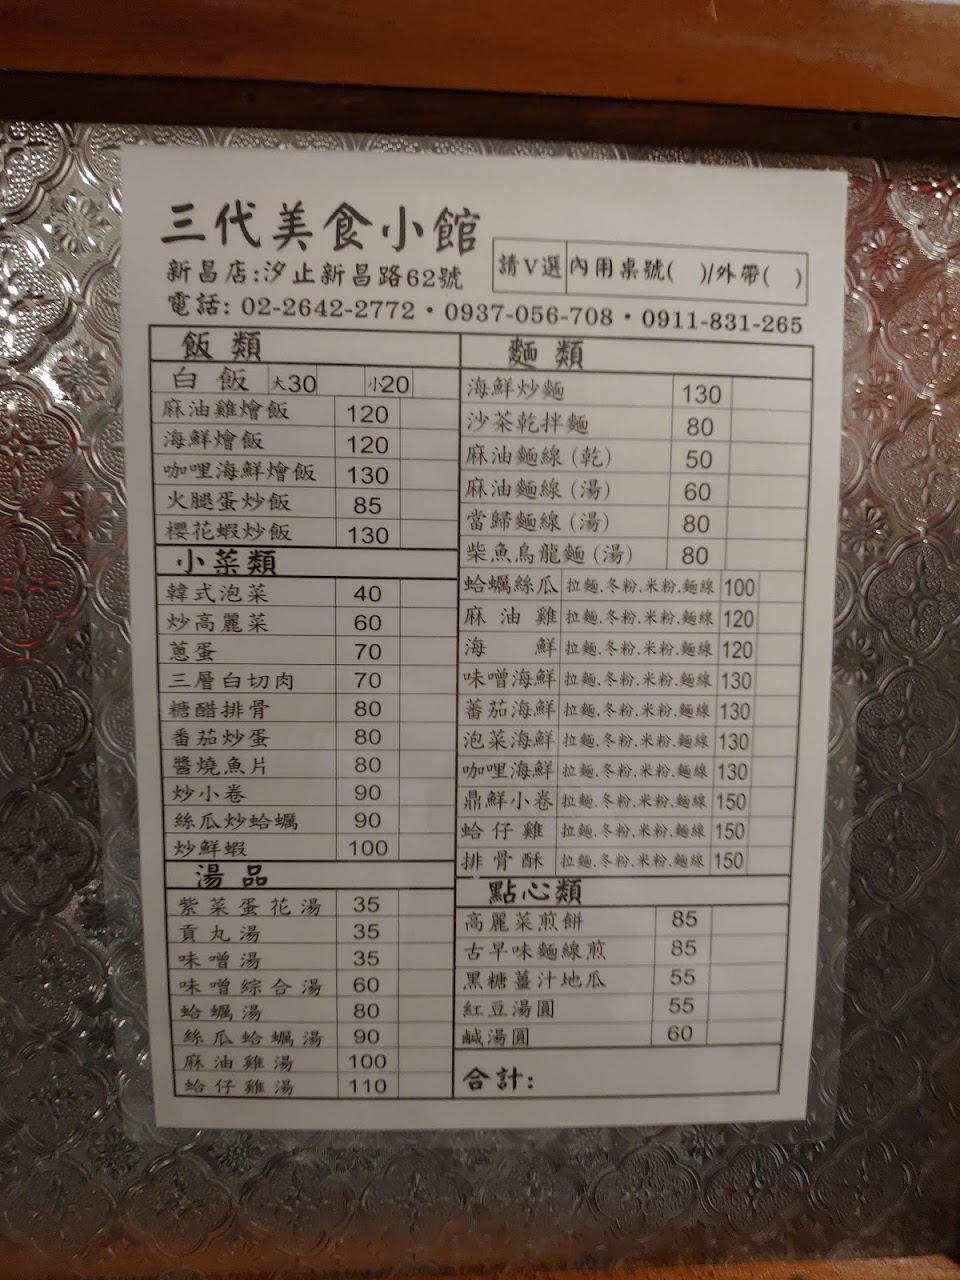 三代美食小館
新昌店:汐止新昌路62號
請V選 內用桌號( )/外帶( )
電話: 02-2642-2772・0937-056-708・0911-831-265
飯類
白飯 大30 小20
麻油雞燴飯 120
海鮮燴飯 120
咖哩海鮮燴飯 130
火腿蛋炒飯 85
櫻花蝦炒飯 130
小菜類
韓式泡菜 40
炒高麗菜 60
蔥蛋 70
三層白切肉 70
糖醋排骨 80
番茄炒蛋 80
醬燒魚片 80
炒小卷 90
絲瓜炒蛤蠣 90
炒鮮蝦 100
湯品
紫菜蛋花湯 35
貢丸湯 35
味噌湯 35
味噌綜合湯 60
蛤蠣湯 80
絲瓜蛤蠣湯 90
麻油雞湯 100
蛤仔雞湯 110
麵類
海鮮炒麵 130
沙茶乾拌麵 80
麻油麵線(乾) 50
麻油麵線(湯) 60
當歸麵線(湯) 80
柴魚烏龍麵(湯) 80
蛤蠣絲瓜 拉麵.冬粉.米粉.麵線 100
麻油雞 拉麵.冬粉.米粉.麵線 120
海鮮 拉麵.冬粉.米粉.麵線 120
味噌海鮮 拉麵.冬粉.米粉.麵線 130
蕃茄海鮮 拉麵.冬粉.米粉.麵線 130
泡菜海鮮 拉麵.冬粉.米粉.麵線 130
咖哩海鮮 拉麵.冬粉.米粉.麵線 130
鼎鮮小卷 拉麵.冬粉.米粉.麵線 150
蛤仔雞 拉麵.冬粉.米粉.麵線 150
排骨酥 拉麵.冬粉.米粉.麵線 150
點心類
高麗菜煎餅 85
古早味麵線煎 85
黑糖薑汁地瓜 55
紅豆湯圓 55
鹹湯圓 60
合計: